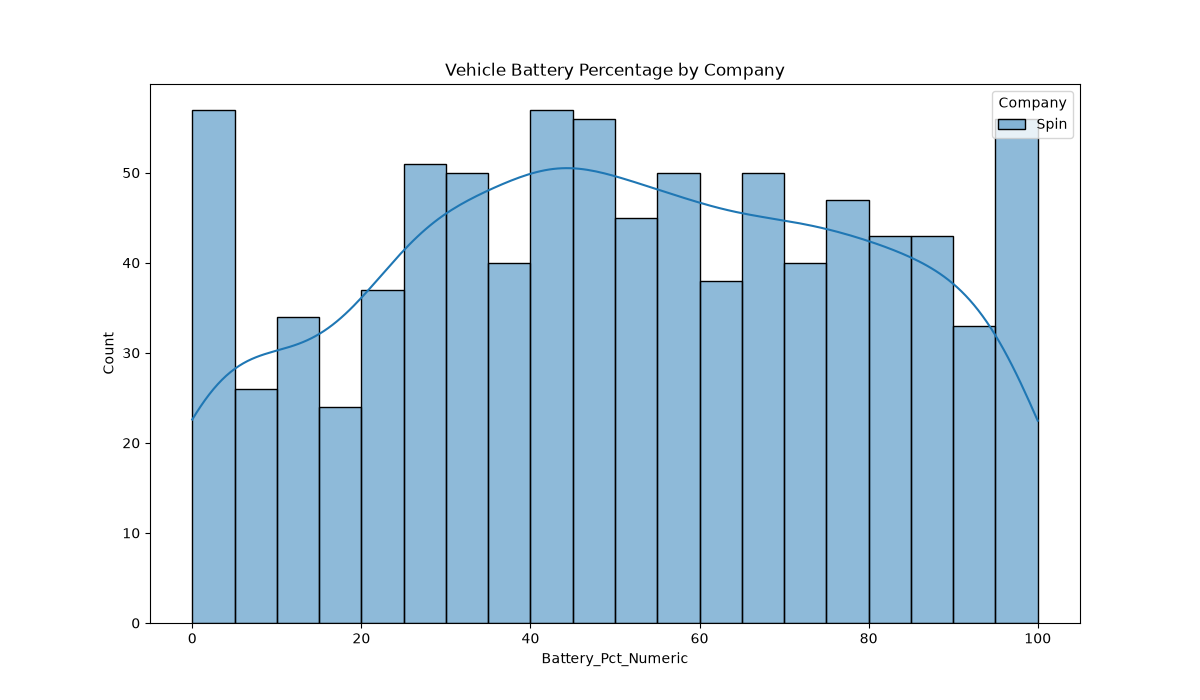 Vehicle Battery Percentage by Company
Company
Spin
Count
50
40
30
20
10
0
0 20 40 60 80 100
Battery_Pct_Numeric